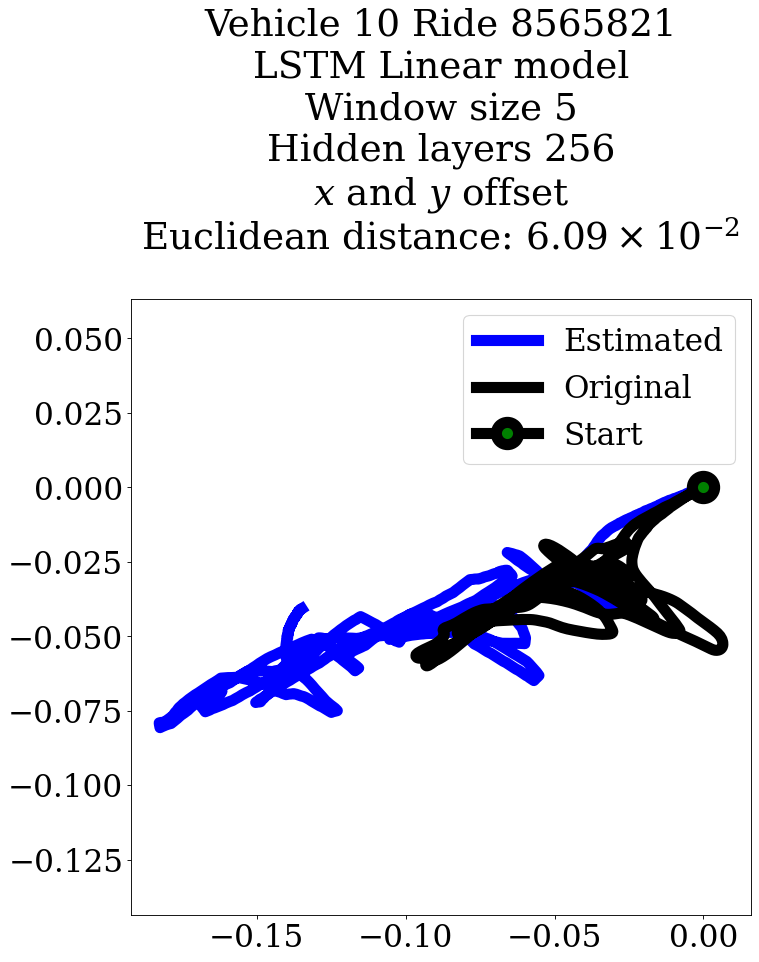 Vehicle 10 Ride 8565821
LSTM Linear model
Window size 5
Hidden layers 256
x and y offset
Euclidean distance: 6.09 × 10⁻²
Estimated
Original
Start
0.050
0.025
0.000
−0.025
−0.050
−0.075
−0.100
−0.125
−0.15 −0.10 −0.05 0.00